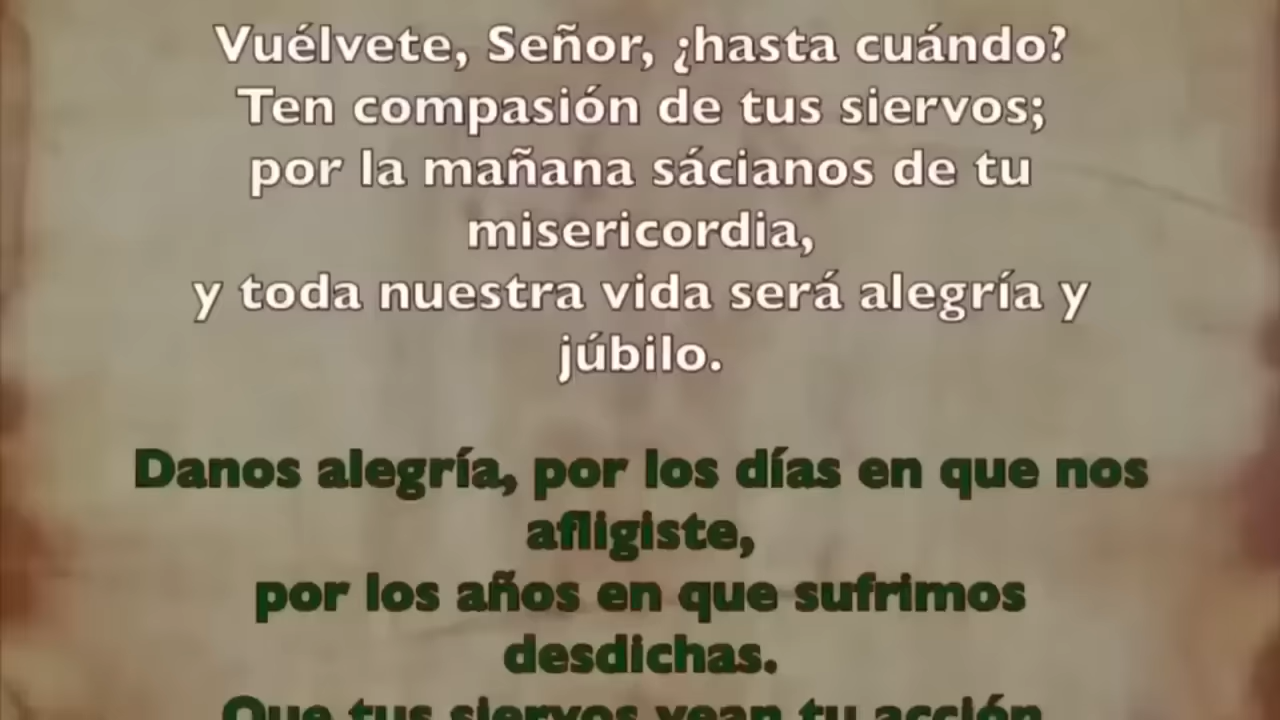 Vuélvete, Señor, ¿hasta cuándo?
Ten compasión de tus siervos;
por la mañana sácianos de tu
misericordia,
y toda nuestra vida será alegría y
júbilo.
Danos alegría, por los días en que nos
afligiste,
por los años en que sufrimos
desdichas.
Que tus siervos vean tu acción